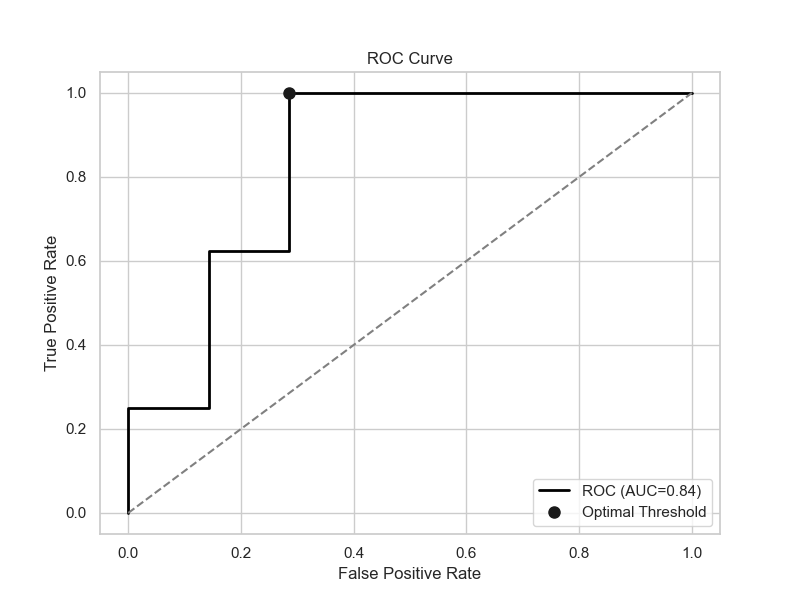 ROC Curve
True Positive Rate
1.0
0.8
0.6
0.4
0.2
0.0
ROC (AUC=0.84)
Optimal Threshold
0.0 0.2 0.4 0.6 0.8 1.0
False Positive Rate